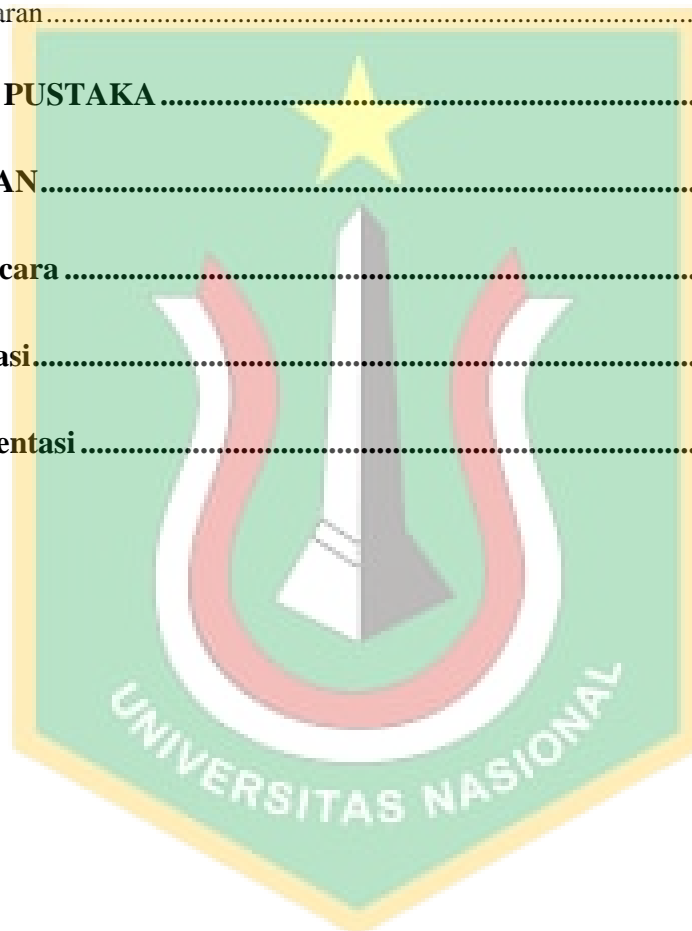 aran........................................................................................
PUSTAKA........................................................................................
AN........................................................................................
cara........................................................................................
asi........................................................................................
entasi........................................................................................
UNIVERSITAS NASIONAL